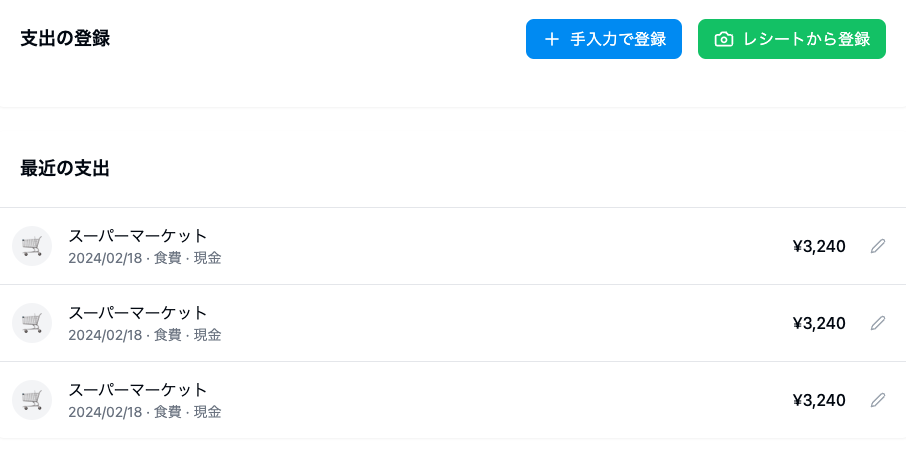 支出の登録
手入力で登録
レシートから登録
最近の支出
スーパーマーケット
2024/02/18 · 食費 · 現金
¥3,240
スーパーマーケット
2024/02/18 · 食費 · 現金
¥3,240
スーパーマーケット
2024/02/18 · 食費 · 現金
¥3,240